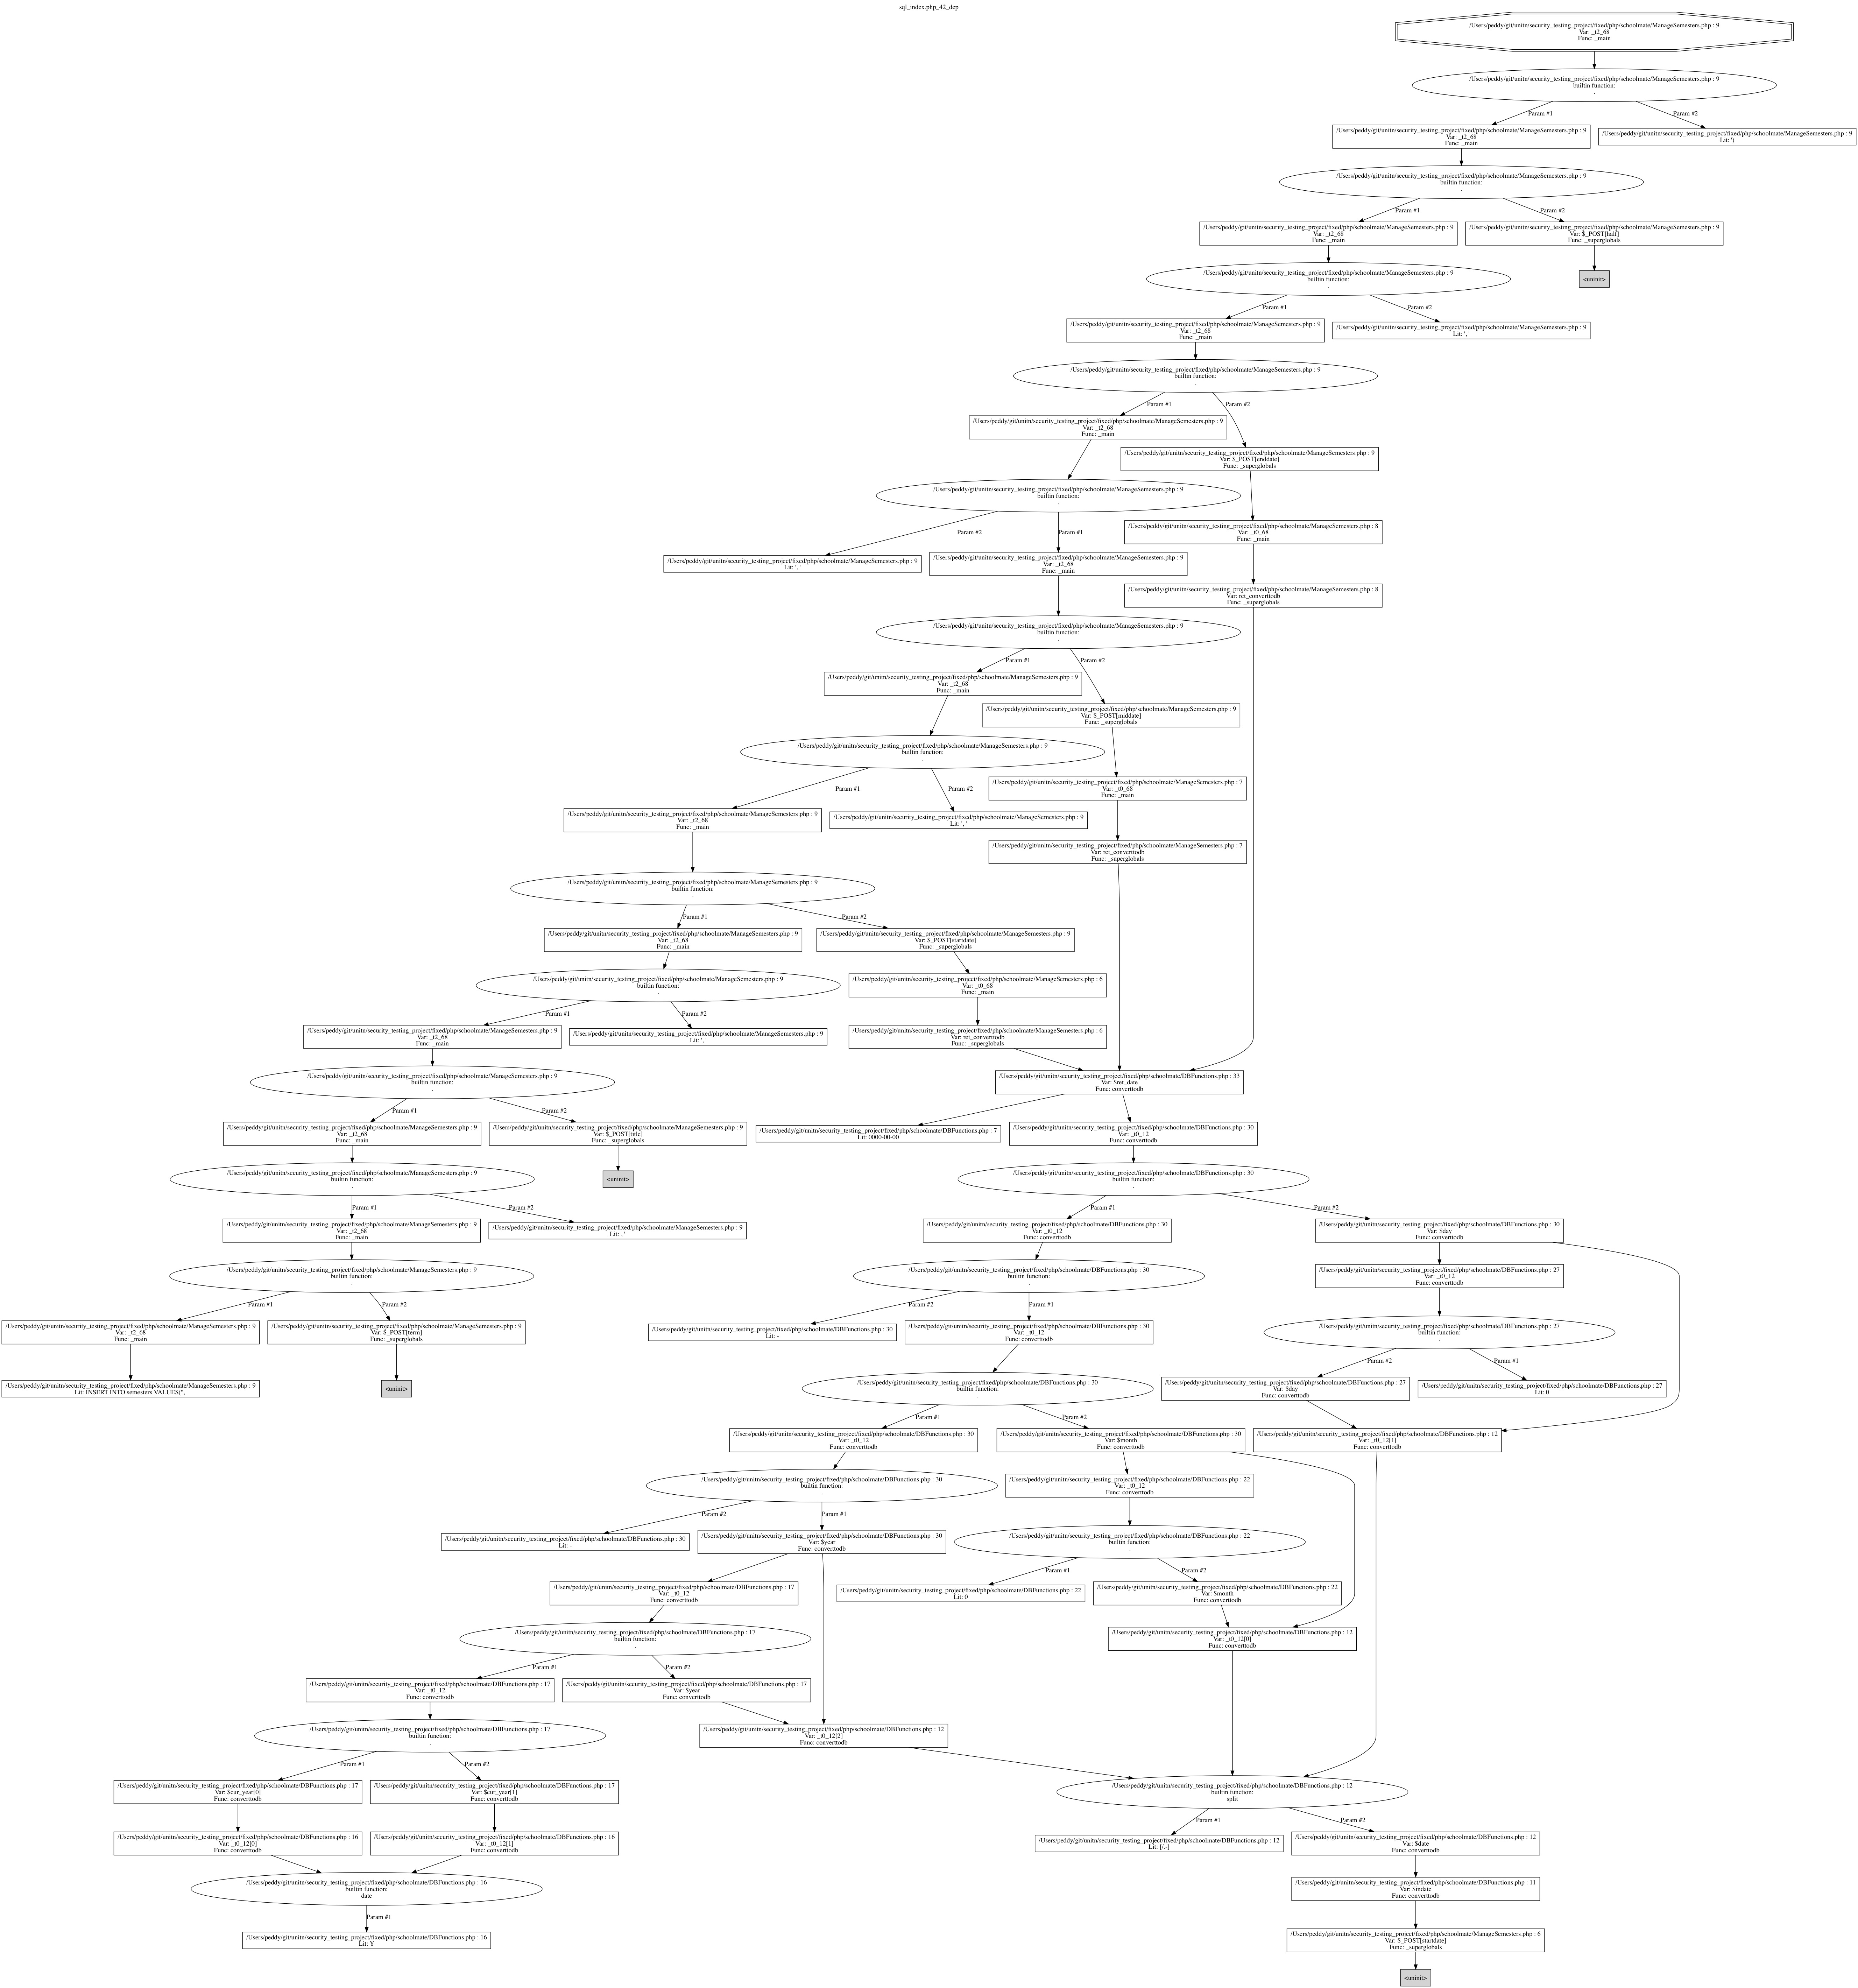 sql_index.php_42_dep
/Users/peddy/git/unitn/security_testing_project/fixed/php/schoolmate/ManageSemesters.php : 9
Var: _t2_68
Func: _main
/Users/peddy/git/unitn/security_testing_project/fixed/php/schoolmate/ManageSemesters.php : 9
builtin function:
.
Param #1
Param #2
/Users/peddy/git/unitn/security_testing_project/fixed/php/schoolmate/ManageSemesters.php : 9
Var: _t2_68
Func: _main
/Users/peddy/git/unitn/security_testing_project/fixed/php/schoolmate/ManageSemesters.php : 9
Lit: ')
/Users/peddy/git/unitn/security_testing_project/fixed/php/schoolmate/ManageSemesters.php : 9
builtin function:
.
Param #1
Param #2
/Users/peddy/git/unitn/security_testing_project/fixed/php/schoolmate/ManageSemesters.php : 9
Var: _t2_68
Func: _main
/Users/peddy/git/unitn/security_testing_project/fixed/php/schoolmate/ManageSemesters.php : 9
Var: $_POST[half]
Func: _superglobals
/Users/peddy/git/unitn/security_testing_project/fixed/php/schoolmate/ManageSemesters.php : 9
builtin function:
.
<uninit>
Param #1
Param #2
/Users/peddy/git/unitn/security_testing_project/fixed/php/schoolmate/ManageSemesters.php : 9
Var: _t2_68
Func: _main
/Users/peddy/git/unitn/security_testing_project/fixed/php/schoolmate/ManageSemesters.php : 9
Lit: ', '
/Users/peddy/git/unitn/security_testing_project/fixed/php/schoolmate/ManageSemesters.php : 9
builtin function:
.
Param #1
Param #2
/Users/peddy/git/unitn/security_testing_project/fixed/php/schoolmate/ManageSemesters.php : 9
Var: _t2_68
Func: _main
/Users/peddy/git/unitn/security_testing_project/fixed/php/schoolmate/ManageSemesters.php : 9
Var: $_POST[enddate]
Func: _superglobals
/Users/peddy/git/unitn/security_testing_project/fixed/php/schoolmate/ManageSemesters.php : 9
builtin function:
.
/Users/peddy/git/unitn/security_testing_project/fixed/php/schoolmate/ManageSemesters.php : 8
Var: _t0_68
Func: _main
Param #2
Param #1
/Users/peddy/git/unitn/security_testing_project/fixed/php/schoolmate/ManageSemesters.php : 9
Lit: ', '
/Users/peddy/git/unitn/security_testing_project/fixed/php/schoolmate/ManageSemesters.php : 9
Var: _t2_68
Func: _main
/Users/peddy/git/unitn/security_testing_project/fixed/php/schoolmate/ManageSemesters.php : 8
Var: ret_converttodb
Func: _superglobals
/Users/peddy/git/unitn/security_testing_project/fixed/php/schoolmate/ManageSemesters.php : 9
builtin function:
.
Param #1
Param #2
/Users/peddy/git/unitn/security_testing_project/fixed/php/schoolmate/ManageSemesters.php : 9
Var: _t2_68
Func: _main
/Users/peddy/git/unitn/security_testing_project/fixed/php/schoolmate/ManageSemesters.php : 9
Var: $_POST[middate]
Func: _superglobals
/Users/peddy/git/unitn/security_testing_project/fixed/php/schoolmate/ManageSemesters.php : 9
builtin function:
.
/Users/peddy/git/unitn/security_testing_project/fixed/php/schoolmate/ManageSemesters.php : 7
Var: _t0_68
Func: _main
Param #1
Param #2
/Users/peddy/git/unitn/security_testing_project/fixed/php/schoolmate/ManageSemesters.php : 9
Var: _t2_68
Func: _main
/Users/peddy/git/unitn/security_testing_project/fixed/php/schoolmate/ManageSemesters.php : 9
Lit: ', '
/Users/peddy/git/unitn/security_testing_project/fixed/php/schoolmate/ManageSemesters.php : 7
Var: ret_converttodb
Func: _superglobals
/Users/peddy/git/unitn/security_testing_project/fixed/php/schoolmate/ManageSemesters.php : 9
builtin function:
.
Param #1
Param #2
/Users/peddy/git/unitn/security_testing_project/fixed/php/schoolmate/ManageSemesters.php : 9
Var: _t2_68
Func: _main
/Users/peddy/git/unitn/security_testing_project/fixed/php/schoolmate/ManageSemesters.php : 9
Var: $_POST[startdate]
Func: _superglobals
/Users/peddy/git/unitn/security_testing_project/fixed/php/schoolmate/ManageSemesters.php : 9
builtin function:
.
/Users/peddy/git/unitn/security_testing_project/fixed/php/schoolmate/ManageSemesters.php : 6
Var: _t0_68
Func: _main
Param #1
Param #2
/Users/peddy/git/unitn/security_testing_project/fixed/php/schoolmate/ManageSemesters.php : 9
Var: _t2_68
Func: _main
/Users/peddy/git/unitn/security_testing_project/fixed/php/schoolmate/ManageSemesters.php : 9
Lit: ', '
/Users/peddy/git/unitn/security_testing_project/fixed/php/schoolmate/ManageSemesters.php : 6
Var: ret_converttodb
Func: _superglobals
/Users/peddy/git/unitn/security_testing_project/fixed/php/schoolmate/ManageSemesters.php : 9
builtin function:
.
/Users/peddy/git/unitn/security_testing_project/fixed/php/schoolmate/DBFunctions.php : 33
Var: $ret_date
Func: converttodb
Param #1
Param #2
/Users/peddy/git/unitn/security_testing_project/fixed/php/schoolmate/ManageSemesters.php : 9
Var: _t2_68
Func: _main
/Users/peddy/git/unitn/security_testing_project/fixed/php/schoolmate/ManageSemesters.php : 9
Var: $_POST[title]
Func: _superglobals
/Users/peddy/git/unitn/security_testing_project/fixed/php/schoolmate/DBFunctions.php : 7
Lit: 0000-00-00
/Users/peddy/git/unitn/security_testing_project/fixed/php/schoolmate/DBFunctions.php : 30
Var: _t0_12
Func: converttodb
/Users/peddy/git/unitn/security_testing_project/fixed/php/schoolmate/ManageSemesters.php : 9
builtin function:
.
<uninit>
/Users/peddy/git/unitn/security_testing_project/fixed/php/schoolmate/DBFunctions.php : 30
builtin function:
.
Param #1
Param #2
Param #1
Param #2
/Users/peddy/git/unitn/security_testing_project/fixed/php/schoolmate/ManageSemesters.php : 9
Var: _t2_68
Func: _main
/Users/peddy/git/unitn/security_testing_project/fixed/php/schoolmate/ManageSemesters.php : 9
Lit: , '
/Users/peddy/git/unitn/security_testing_project/fixed/php/schoolmate/DBFunctions.php : 30
Var: _t0_12
Func: converttodb
/Users/peddy/git/unitn/security_testing_project/fixed/php/schoolmate/DBFunctions.php : 30
Var: $day
Func: converttodb
/Users/peddy/git/unitn/security_testing_project/fixed/php/schoolmate/ManageSemesters.php : 9
builtin function:
.
/Users/peddy/git/unitn/security_testing_project/fixed/php/schoolmate/DBFunctions.php : 30
builtin function:
.
/Users/peddy/git/unitn/security_testing_project/fixed/php/schoolmate/DBFunctions.php : 27
Var: _t0_12
Func: converttodb
Param #1
Param #2
Param #2
Param #1
/Users/peddy/git/unitn/security_testing_project/fixed/php/schoolmate/ManageSemesters.php : 9
Var: _t2_68
Func: _main
/Users/peddy/git/unitn/security_testing_project/fixed/php/schoolmate/ManageSemesters.php : 9
Var: $_POST[term]
Func: _superglobals
/Users/peddy/git/unitn/security_testing_project/fixed/php/schoolmate/DBFunctions.php : 30
Lit: -
/Users/peddy/git/unitn/security_testing_project/fixed/php/schoolmate/DBFunctions.php : 30
Var: _t0_12
Func: converttodb
/Users/peddy/git/unitn/security_testing_project/fixed/php/schoolmate/DBFunctions.php : 27
builtin function:
.
/Users/peddy/git/unitn/security_testing_project/fixed/php/schoolmate/ManageSemesters.php : 9
Lit: INSERT INTO semesters VALUES('',
<uninit>
/Users/peddy/git/unitn/security_testing_project/fixed/php/schoolmate/DBFunctions.php : 30
builtin function:
.
Param #2
Param #1
/Users/peddy/git/unitn/security_testing_project/fixed/php/schoolmate/DBFunctions.php : 27
Var: $day
Func: converttodb
/Users/peddy/git/unitn/security_testing_project/fixed/php/schoolmate/DBFunctions.php : 27
Lit: 0
Param #1
Param #2
/Users/peddy/git/unitn/security_testing_project/fixed/php/schoolmate/DBFunctions.php : 30
Var: _t0_12
Func: converttodb
/Users/peddy/git/unitn/security_testing_project/fixed/php/schoolmate/DBFunctions.php : 30
Var: $month
Func: converttodb
/Users/peddy/git/unitn/security_testing_project/fixed/php/schoolmate/DBFunctions.php : 12
Var: _t0_12[1]
Func: converttodb
/Users/peddy/git/unitn/security_testing_project/fixed/php/schoolmate/DBFunctions.php : 30
builtin function:
.
/Users/peddy/git/unitn/security_testing_project/fixed/php/schoolmate/DBFunctions.php : 22
Var: _t0_12
Func: converttodb
Param #2
Param #1
/Users/peddy/git/unitn/security_testing_project/fixed/php/schoolmate/DBFunctions.php : 30
Lit: -
/Users/peddy/git/unitn/security_testing_project/fixed/php/schoolmate/DBFunctions.php : 30
Var: $year
Func: converttodb
/Users/peddy/git/unitn/security_testing_project/fixed/php/schoolmate/DBFunctions.php : 22
builtin function:
.
Param #1
Param #2
/Users/peddy/git/unitn/security_testing_project/fixed/php/schoolmate/DBFunctions.php : 17
Var: _t0_12
Func: converttodb
/Users/peddy/git/unitn/security_testing_project/fixed/php/schoolmate/DBFunctions.php : 22
Lit: 0
/Users/peddy/git/unitn/security_testing_project/fixed/php/schoolmate/DBFunctions.php : 22
Var: $month
Func: converttodb
/Users/peddy/git/unitn/security_testing_project/fixed/php/schoolmate/DBFunctions.php : 17
builtin function:
.
/Users/peddy/git/unitn/security_testing_project/fixed/php/schoolmate/DBFunctions.php : 12
Var: _t0_12[0]
Func: converttodb
Param #1
Param #2
/Users/peddy/git/unitn/security_testing_project/fixed/php/schoolmate/DBFunctions.php : 17
Var: _t0_12
Func: converttodb
/Users/peddy/git/unitn/security_testing_project/fixed/php/schoolmate/DBFunctions.php : 17
Var: $year
Func: converttodb
/Users/peddy/git/unitn/security_testing_project/fixed/php/schoolmate/DBFunctions.php : 17
builtin function:
.
/Users/peddy/git/unitn/security_testing_project/fixed/php/schoolmate/DBFunctions.php : 12
Var: _t0_12[2]
Func: converttodb
Param #1
Param #2
/Users/peddy/git/unitn/security_testing_project/fixed/php/schoolmate/DBFunctions.php : 17
Var: $cur_year[0]
Func: converttodb
/Users/peddy/git/unitn/security_testing_project/fixed/php/schoolmate/DBFunctions.php : 17
Var: $cur_year[1]
Func: converttodb
/Users/peddy/git/unitn/security_testing_project/fixed/php/schoolmate/DBFunctions.php : 12
builtin function:
split
Param #1
Param #2
/Users/peddy/git/unitn/security_testing_project/fixed/php/schoolmate/DBFunctions.php : 16
Var: _t0_12[0]
Func: converttodb
/Users/peddy/git/unitn/security_testing_project/fixed/php/schoolmate/DBFunctions.php : 16
Var: _t0_12[1]
Func: converttodb
/Users/peddy/git/unitn/security_testing_project/fixed/php/schoolmate/DBFunctions.php : 12
Lit: [/.-]
/Users/peddy/git/unitn/security_testing_project/fixed/php/schoolmate/DBFunctions.php : 12
Var: $date
Func: converttodb
/Users/peddy/git/unitn/security_testing_project/fixed/php/schoolmate/DBFunctions.php : 16
builtin function:
date
/Users/peddy/git/unitn/security_testing_project/fixed/php/schoolmate/DBFunctions.php : 11
Var: $indate
Func: converttodb
Param #1
/Users/peddy/git/unitn/security_testing_project/fixed/php/schoolmate/DBFunctions.php : 16
Lit: Y
/Users/peddy/git/unitn/security_testing_project/fixed/php/schoolmate/ManageSemesters.php : 6
Var: $_POST[startdate]
Func: _superglobals
<uninit>